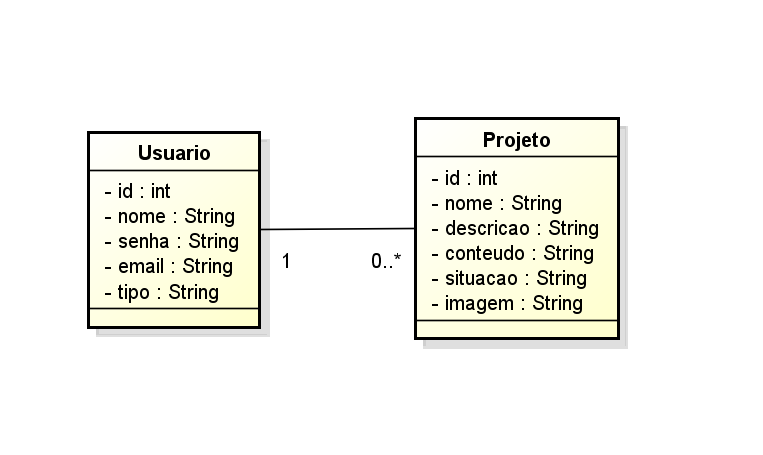 Usuario
- id : int
- nome : String
- senha : String
- email : String
- tipo : String
1
0..*
Projeto
- id : int
- nome : String
- descricao : String
- conteudo : String
- situacao : String
- imagem : String